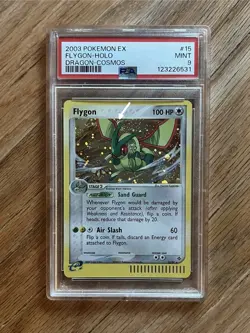 2003 POKEMON EX #15
FLYGON-HOLO MINT
DRAGON-COSMOS 9
PSA 123226531
Flygon 100 HP
STAGE 2
Poké-BODY Sand Guard
Whenever Flygon would be damaged by
your opponent's attack (after applying
Weakness and Resistance), flip a coin. If
heads, reduce that damage by 20.
Air Slash 60
Flip a coin. If tails, discard an Energy card
attached to Flygon.